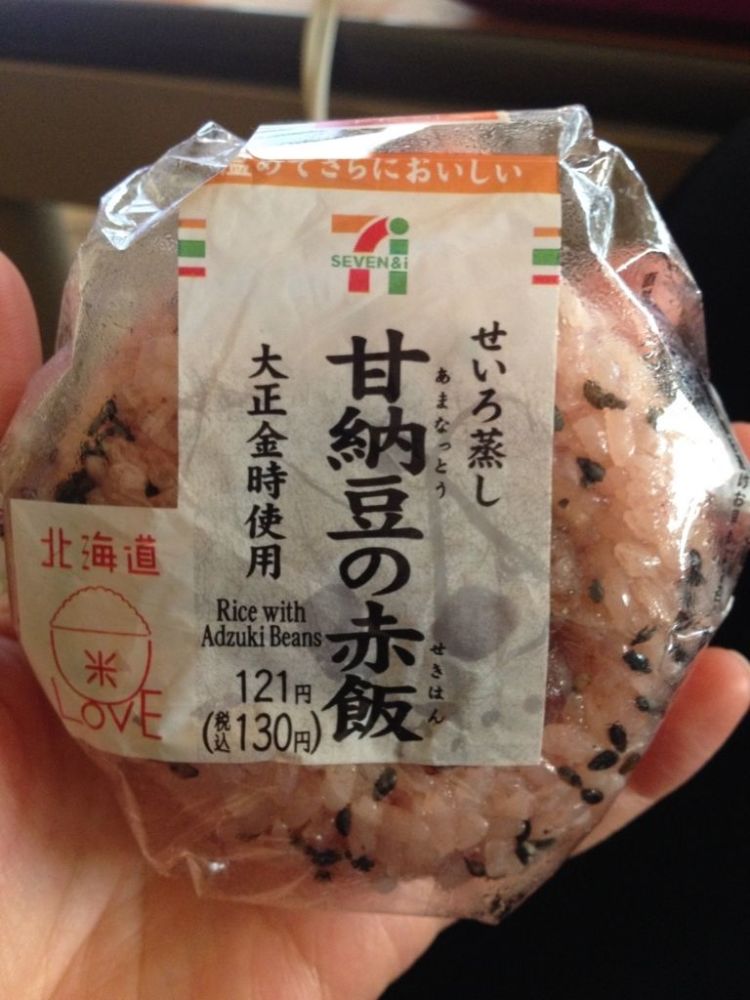 温めてさらにおいしい
SEVEN&i
せいろ蒸し
甘納豆の赤飯
あまなっとう
せきはん
大正金時使用
Rice with
Adzuki Beans
121円
(税込130円)
北海道
米
LOVE